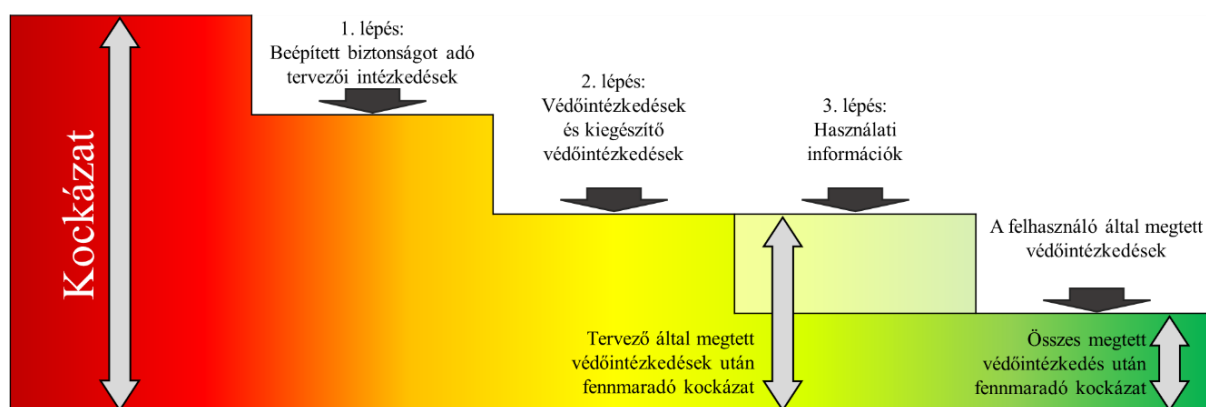 Kockázat
1. lépés:
Beépített biztonságot adó
tervezői intézkedések
2. lépés:
Védőintézkedések
és kiegészítő
védőintézkedések
3. lépés:
Használati
információk
A felhasználó által megtett
védőintézkedések
Tervező által megtett
védőintézkedések után
fennmaradó kockázat
Összes megtett
védőintézkedés után
fennmaradó kockázat